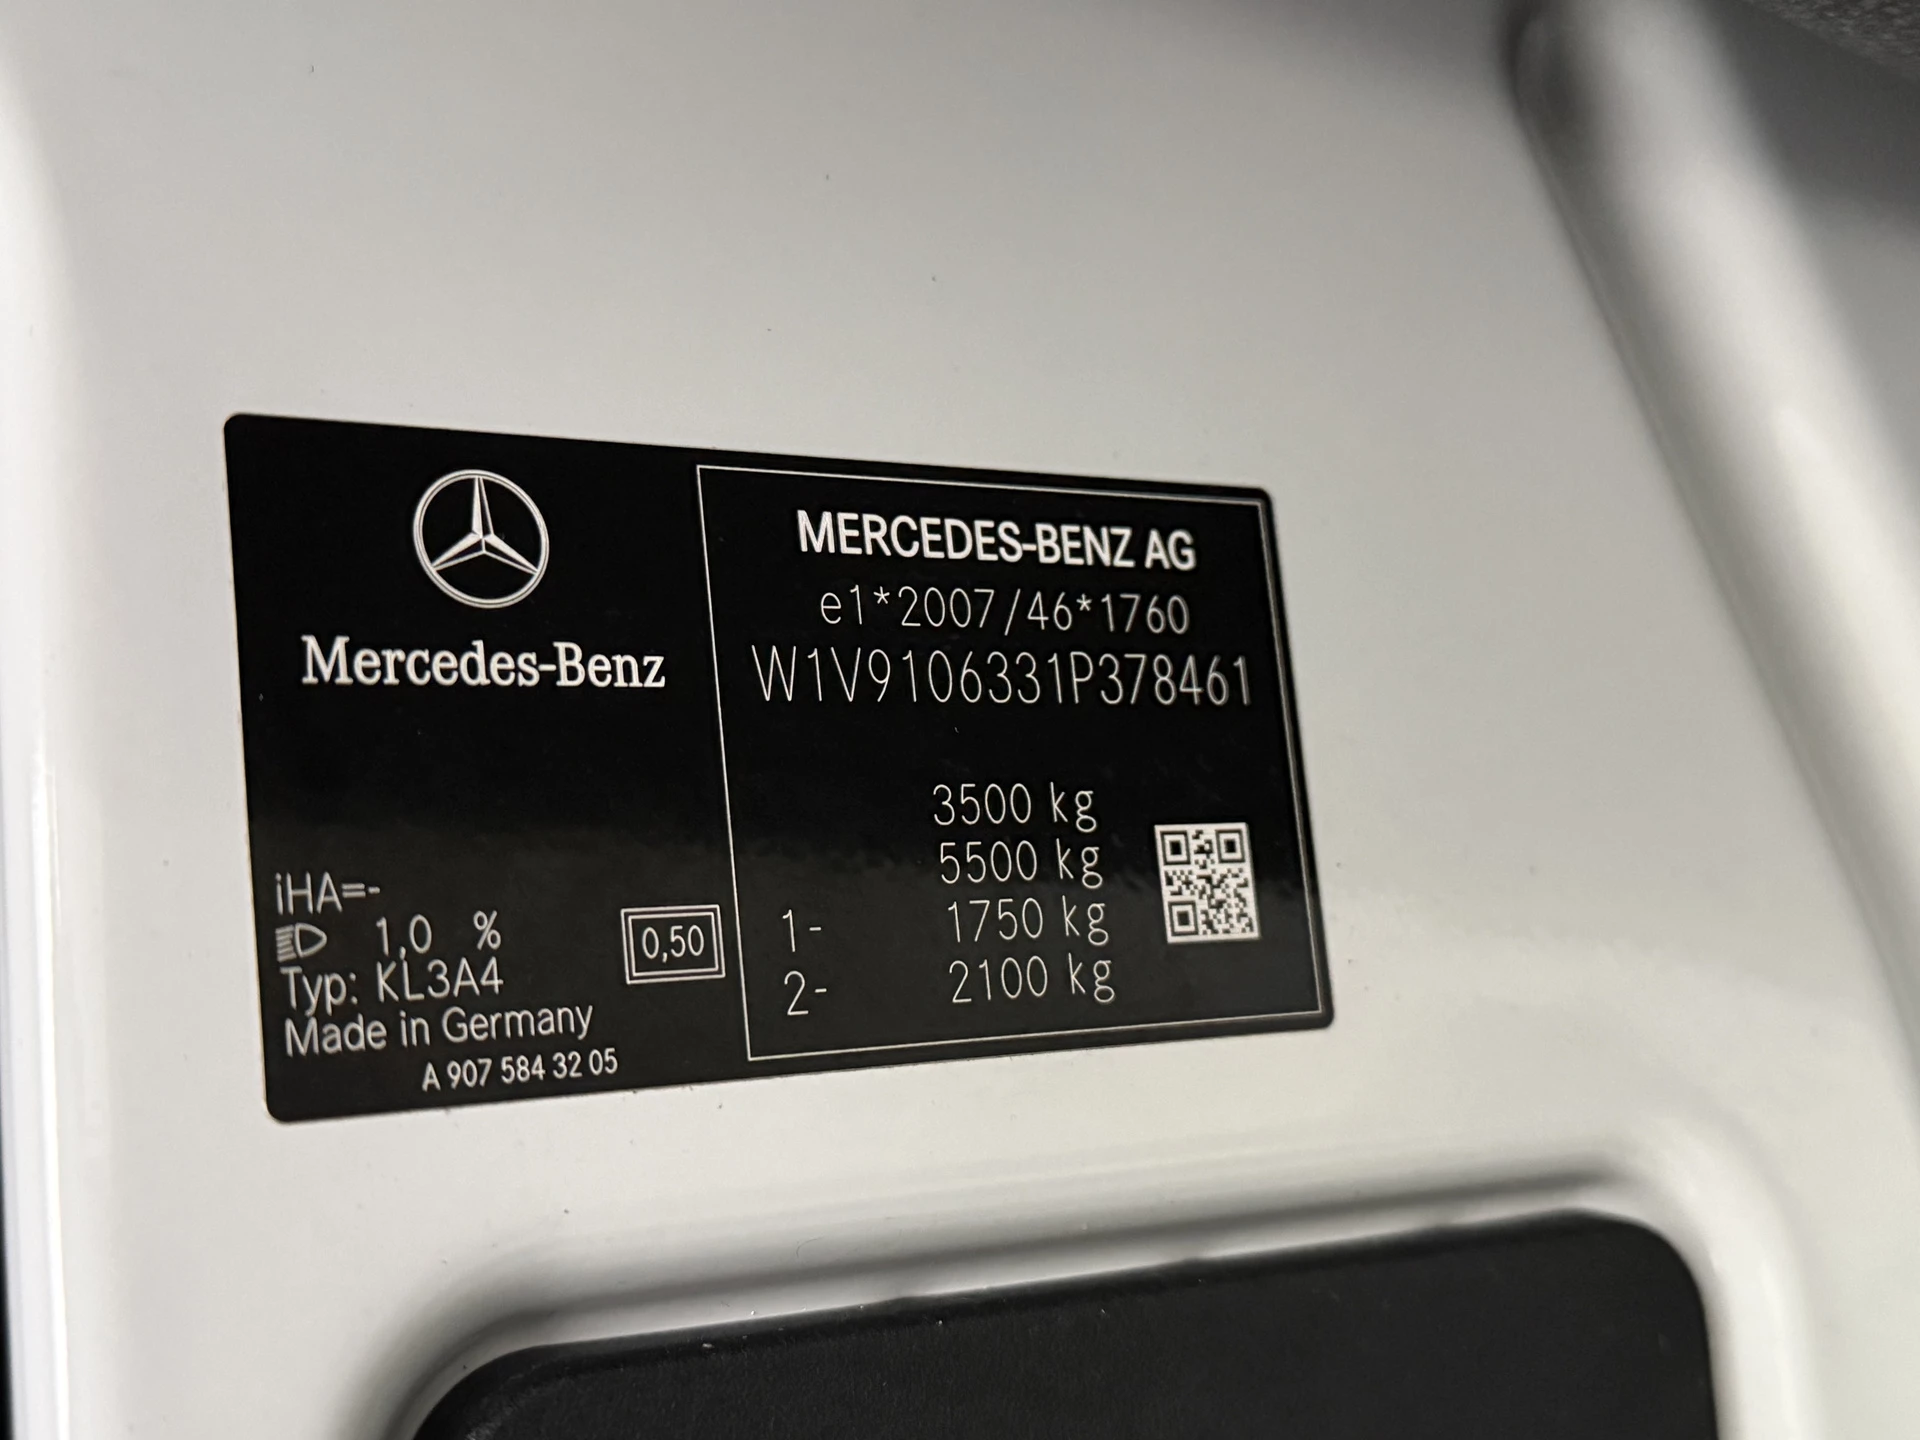 Mercedes-Benz
iHA=-
1,0 %
Typ: KL3A4
Made in Germany
A 907 584 32 05
0,50
MERCEDES-BENZ AG
e1*2007/46*1760
W1V9106331P378461
3500 kg
5500 kg
1- 1750 kg
2- 2100 kg